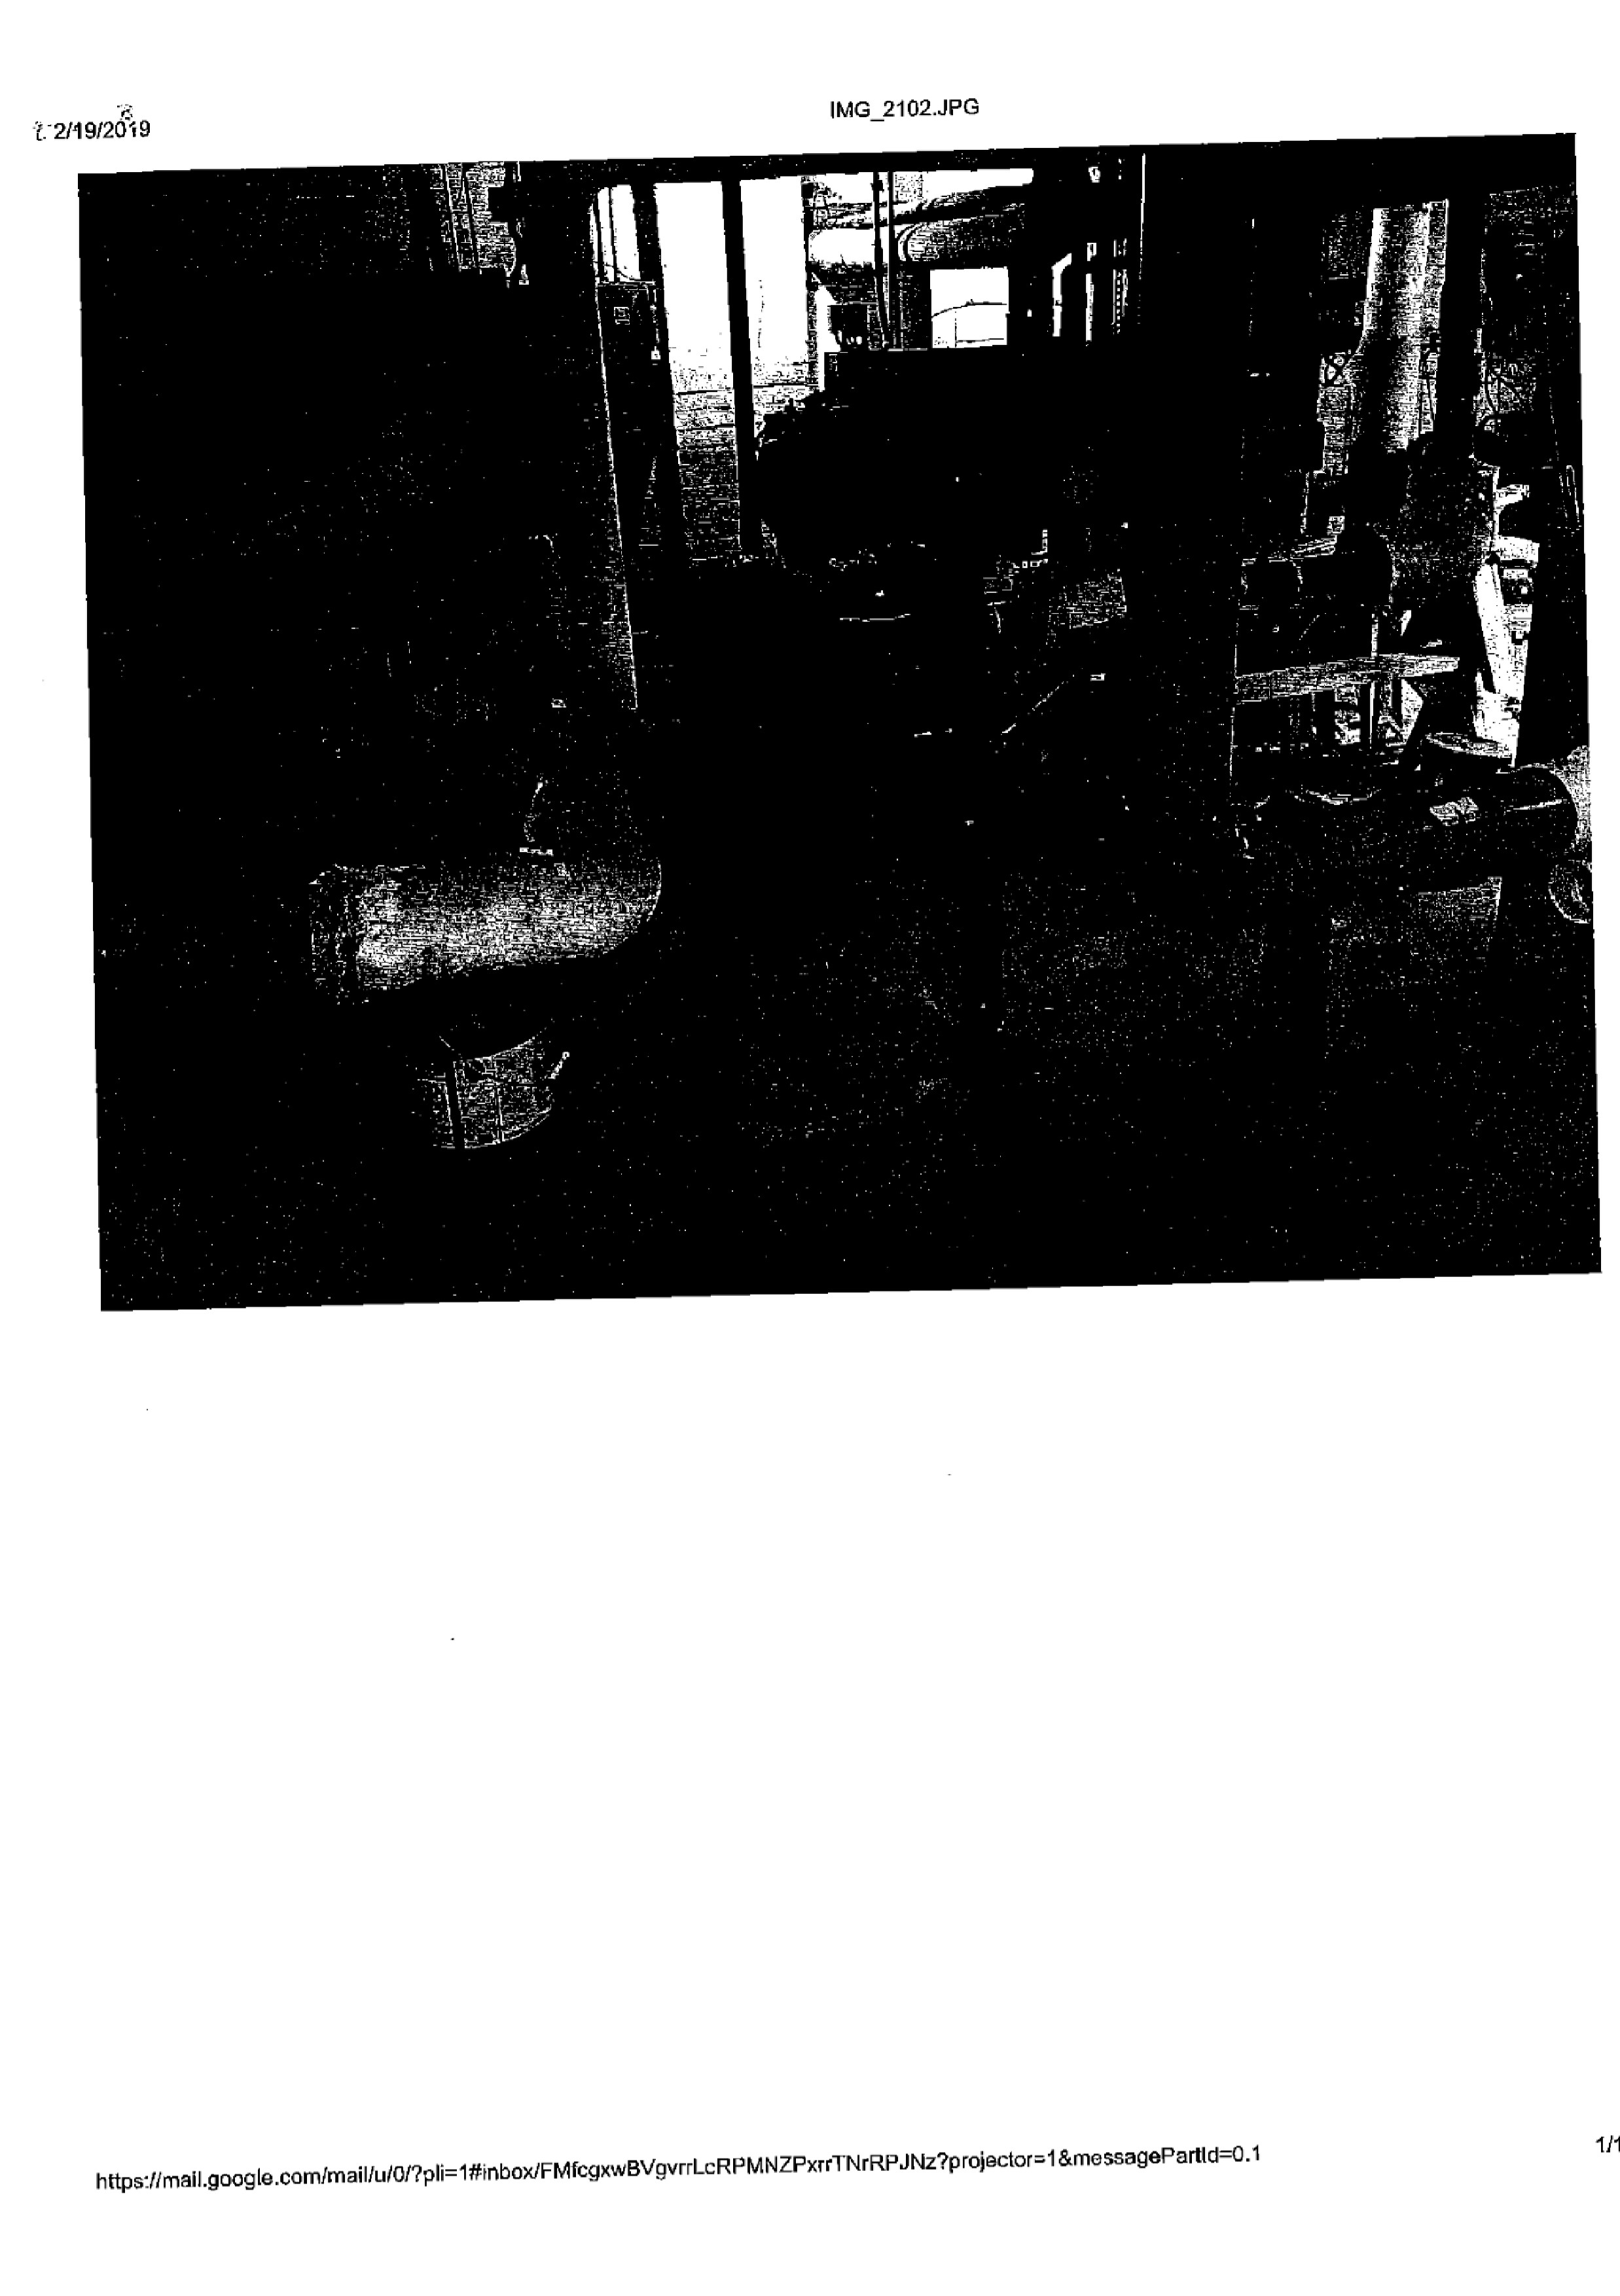 IMG_2102.JPG
2/19/2019
https://mail.google.com/mail/u/0/?pli=1#inbox/FMfcgxwBVgvrrLcRPMNZPxrrTNrRPJNz?projector=1&messagePartId=0.1
1/1